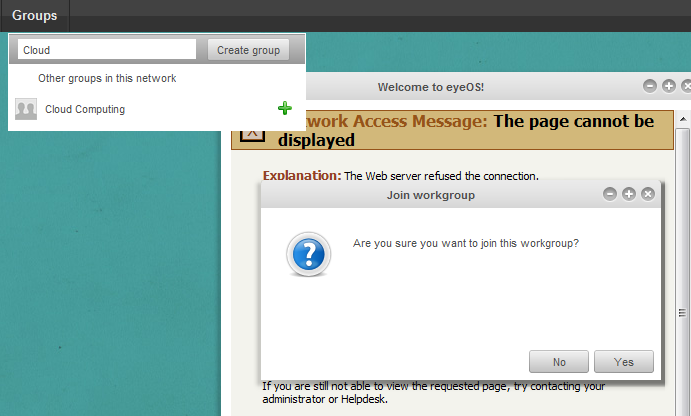 Groups
Cloud
Create group
Other groups in this network
Cloud Computing
Welcome to eyeOS!
Network Access Message: The page cannot be
displayed
Explanation: The Web server refused the connection.
Join workgroup
Are you sure you want to join this workgroup?
No
Yes
If you are still not able to view the requested page, try contacting your
administrator or Helpdesk.